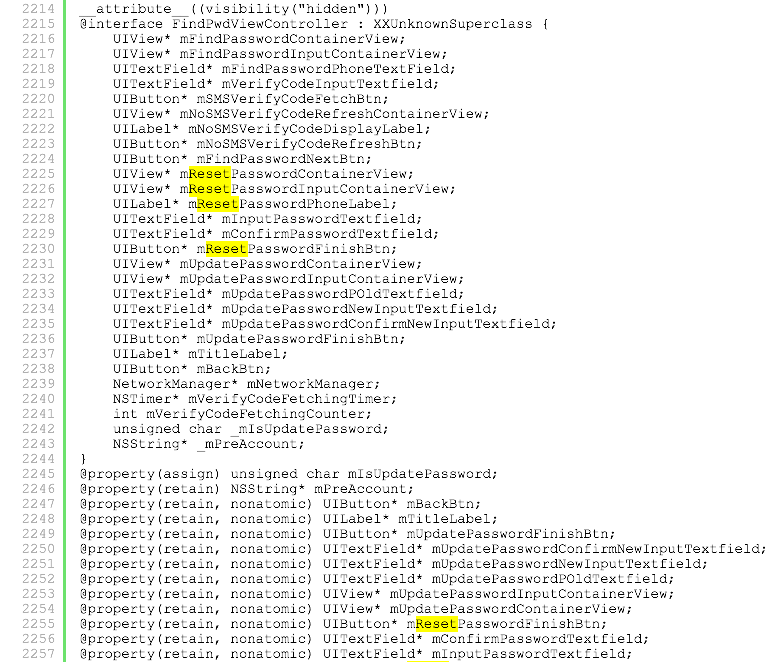 2214 __attribute__((visibility("hidden")))
2215 @interface FindPwdViewController : XXUnknownSuperclass {
2216 UIView* mFindPasswordContainerView;
2217 UIView* mFindPasswordInputContainerView;
2218 UITextField* mFindPasswordPhoneTextField;
2219 UITextField* mVerifyCodeInputTextfield;
2220 UIButton* mSMSVerifyCodeFetchBtn;
2221 UIView* mNoSMSVerifyCodeRefreshContainerView;
2222 UILabel* mNoSMSVerifyCodeDisplayLabel;
2223 UIButton* mNoSMSVerifyCodeRefreshBtn;
2224 UIButton* mFindPasswordNextBtn;
2225 UIView* mResetPasswordContainerView;
2226 UIView* mResetPasswordInputContainerView;
2227 UILabel* mResetPasswordPhoneLabel;
2228 UITextField* mInputPasswordTextfield;
2229 UITextField* mConfirmPasswordTextfield;
2230 UIButton* mResetPasswordFinishBtn;
2231 UIView* mUpdatePasswordContainerView;
2232 UIView* mUpdatePasswordInputContainerView;
2233 UITextField* mUpdatePasswordPOldTextfield;
2234 UITextField* mUpdatePasswordNewInputTextfield;
2235 UITextField* mUpdatePasswordConfirmNewInputTextfield;
2236 UIButton* mUpdatePasswordFinishBtn;
2237 UILabel* mTitleLabel;
2238 UIButton* mBackBtn;
2239 NetworkManager* mNetworkManager;
2240 NSTimer* mVerifyCodeFetchingTimer;
2241 int mVerifyCodeFetchingCounter;
2242 unsigned char _mIsUpdatePassword;
2243 NSString* _mPreAccount;
2244 }
2245 @property(assign) unsigned char mIsUpdatePassword;
2246 @property(retain) NSString* mPreAccount;
2247 @property(retain, nonatomic) UIButton* mBackBtn;
2248 @property(retain, nonatomic) UILabel* mTitleLabel;
2249 @property(retain, nonatomic) UIButton* mUpdatePasswordFinishBtn;
2250 @property(retain, nonatomic) UITextField* mUpdatePasswordConfirmNewInputTextfield;
2251 @property(retain, nonatomic) UITextField* mUpdatePasswordNewInputTextfield;
2252 @property(retain, nonatomic) UITextField* mUpdatePasswordPOldTextfield;
2253 @property(retain, nonatomic) UIView* mUpdatePasswordInputContainerView;
2254 @property(retain, nonatomic) UIView* mUpdatePasswordContainerView;
2255 @property(retain, nonatomic) UIButton* mResetPasswordFinishBtn;
2256 @property(retain, nonatomic) UITextField* mConfirmPasswordTextfield;
2257 @property(retain, nonatomic) UITextField* mInputPasswordTextfield;